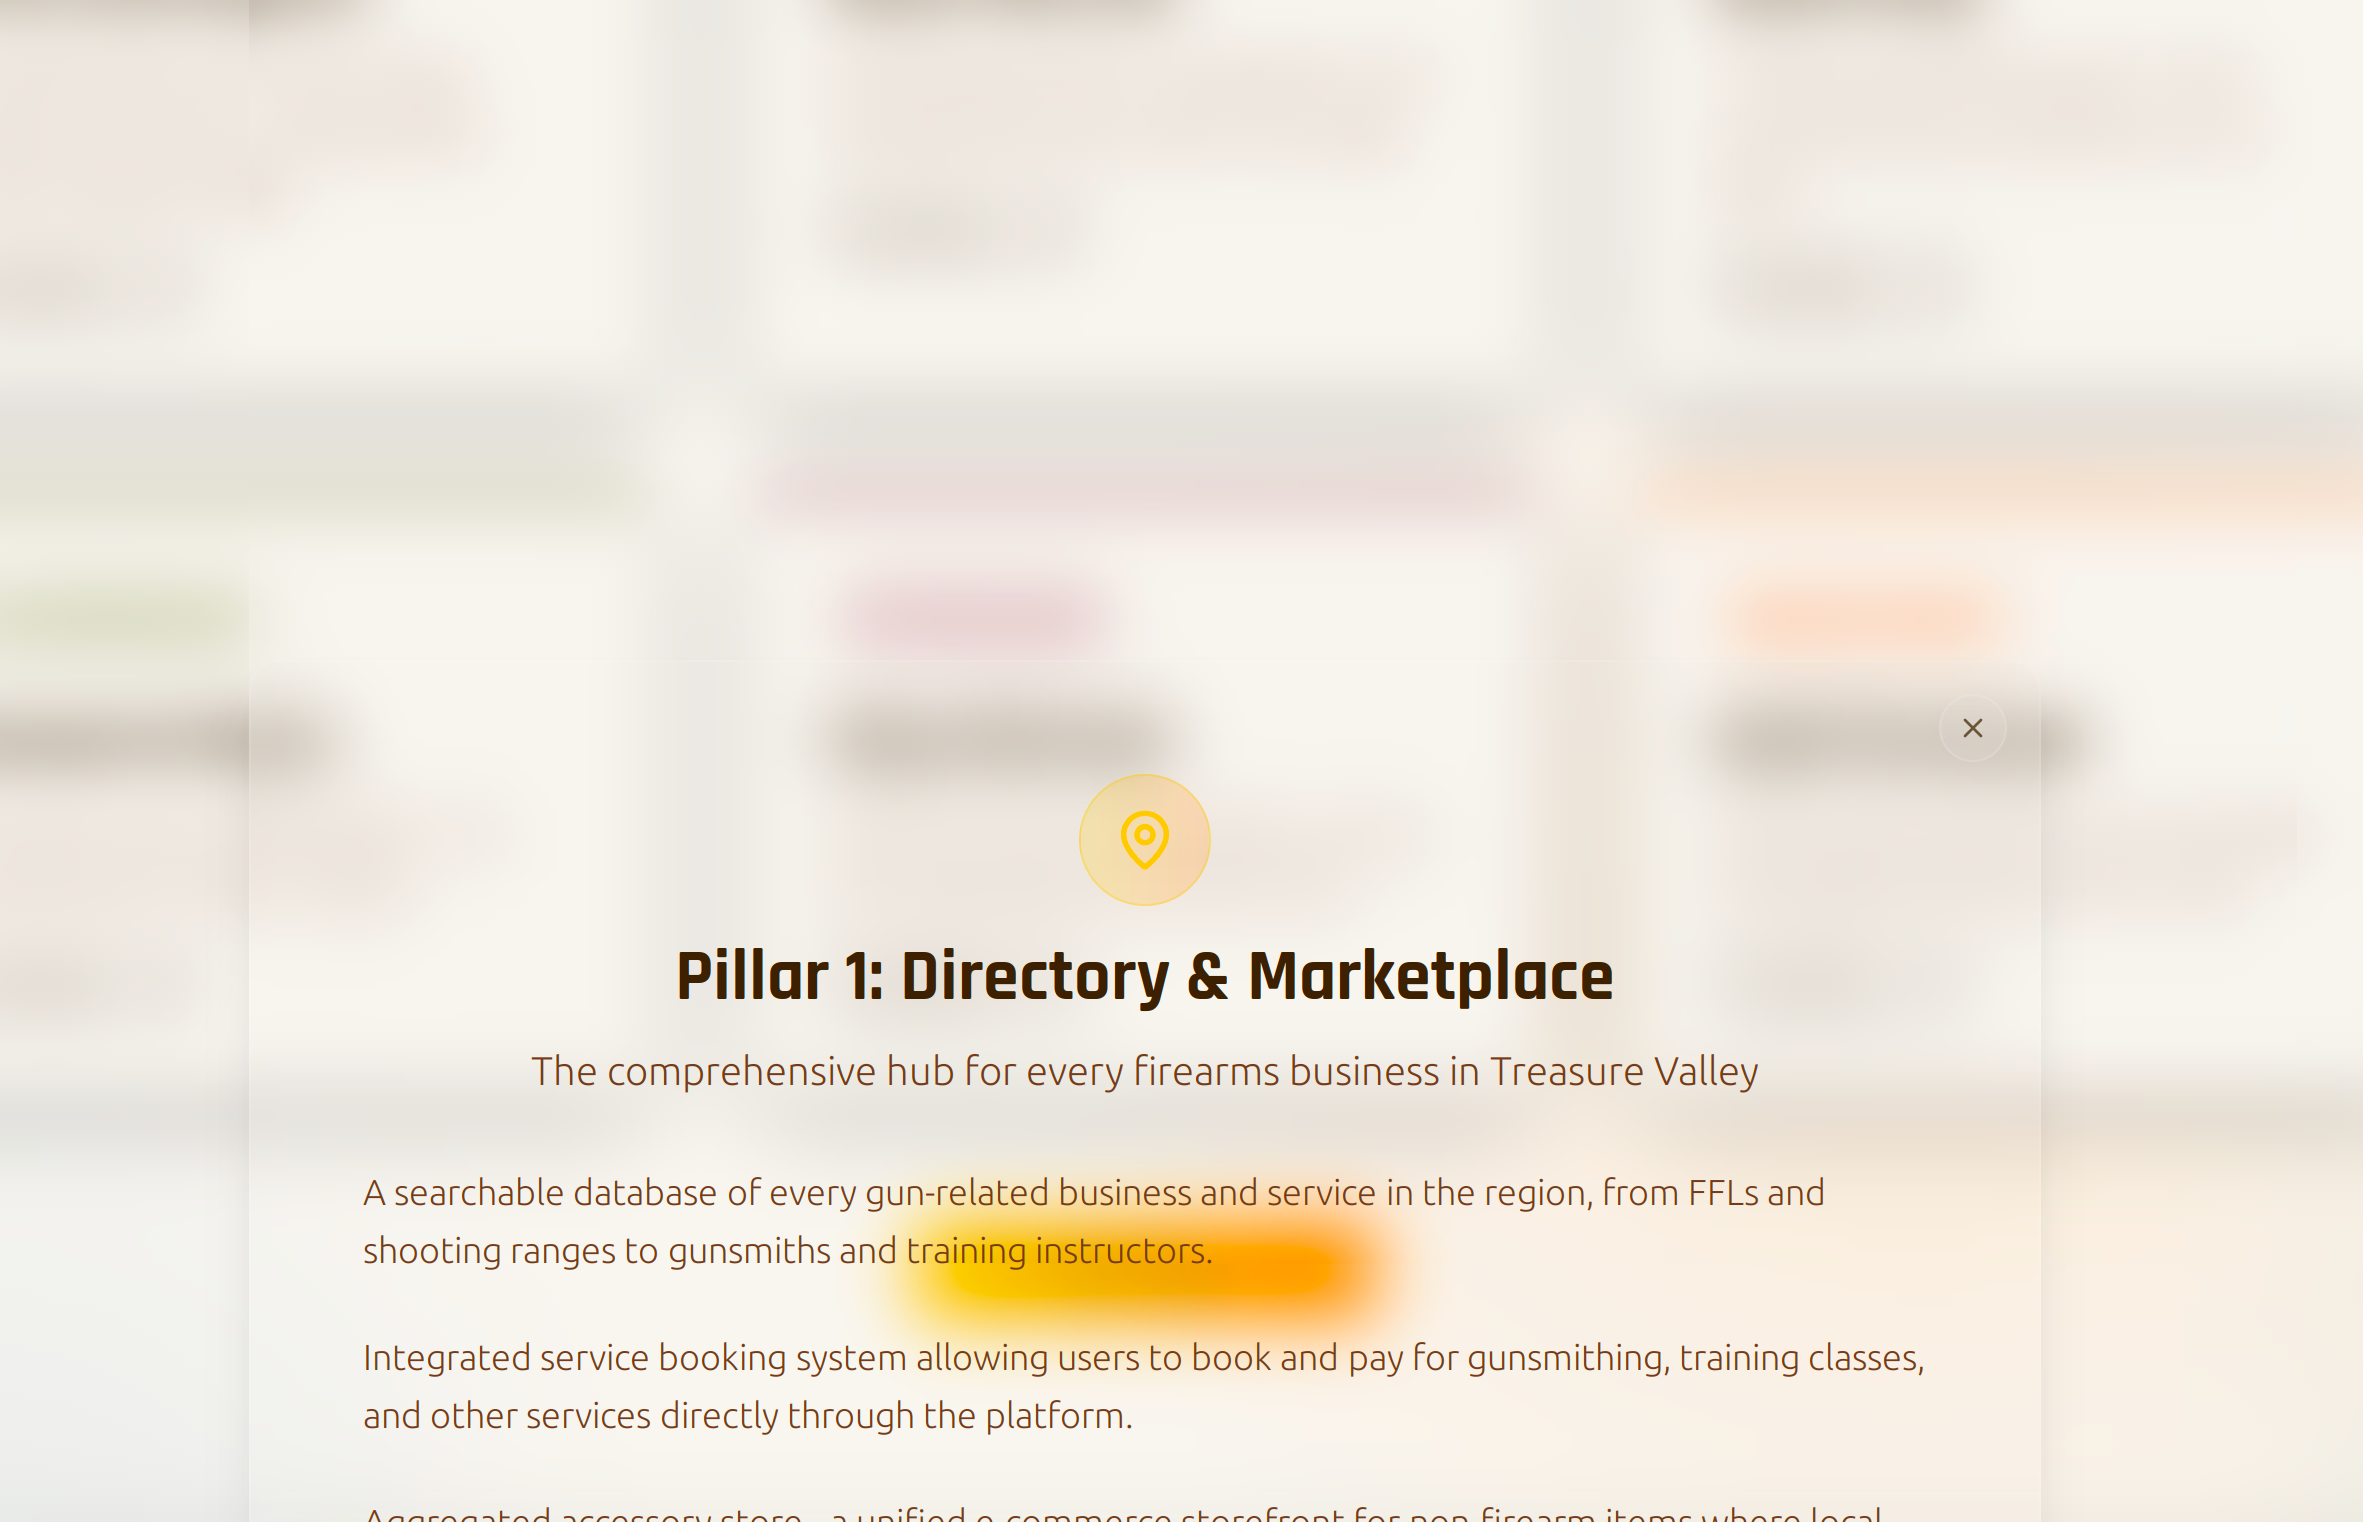 Pillar 1: Directory & Marketplace
The comprehensive hub for every firearms business in Treasure Valley
A searchable database of every gun-related business and service in the region, from FFLs and
shooting ranges to gunsmiths and training instructors.
Integrated service booking system allowing users to book and pay for gunsmithing, training classes,
and other services directly through the platform.
Aggregated accessory store - a unified e-commerce storefront for non-firearm items where local